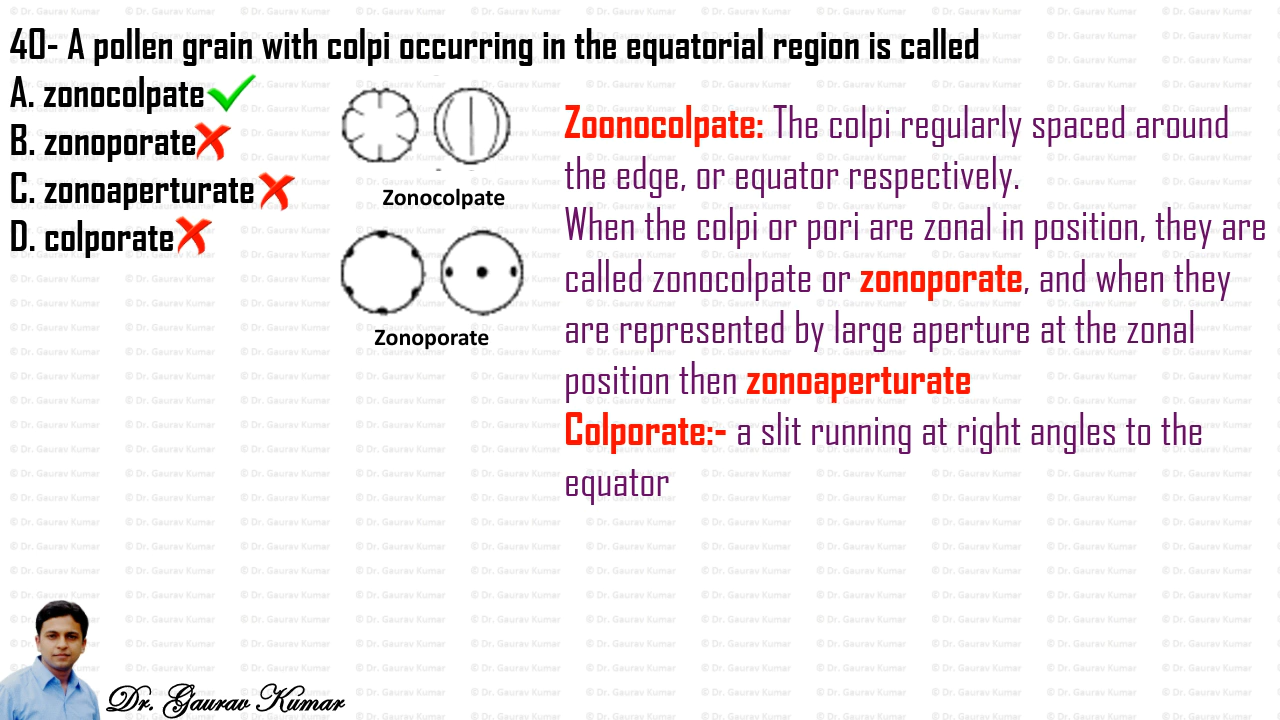 40- A pollen grain with colpi occurring in the equatorial region is called
A. zonocolpate
B. zonoporate
C. zonoaperturate
D. colporate
Zonocolpate
Zonoporate
Zoonocolpate: The colpi regularly spaced around
the edge, or equator respectively.
When the colpi or pori are zonal in position, they are
called zonocolpate or zonoporate, and when they
are represented by large aperture at the zonal
position then zonoaperturate
Colporate:- a slit running at right angles to the
equator
Dr. Gaurav Kumar
© Dr. Gaurav Kumar